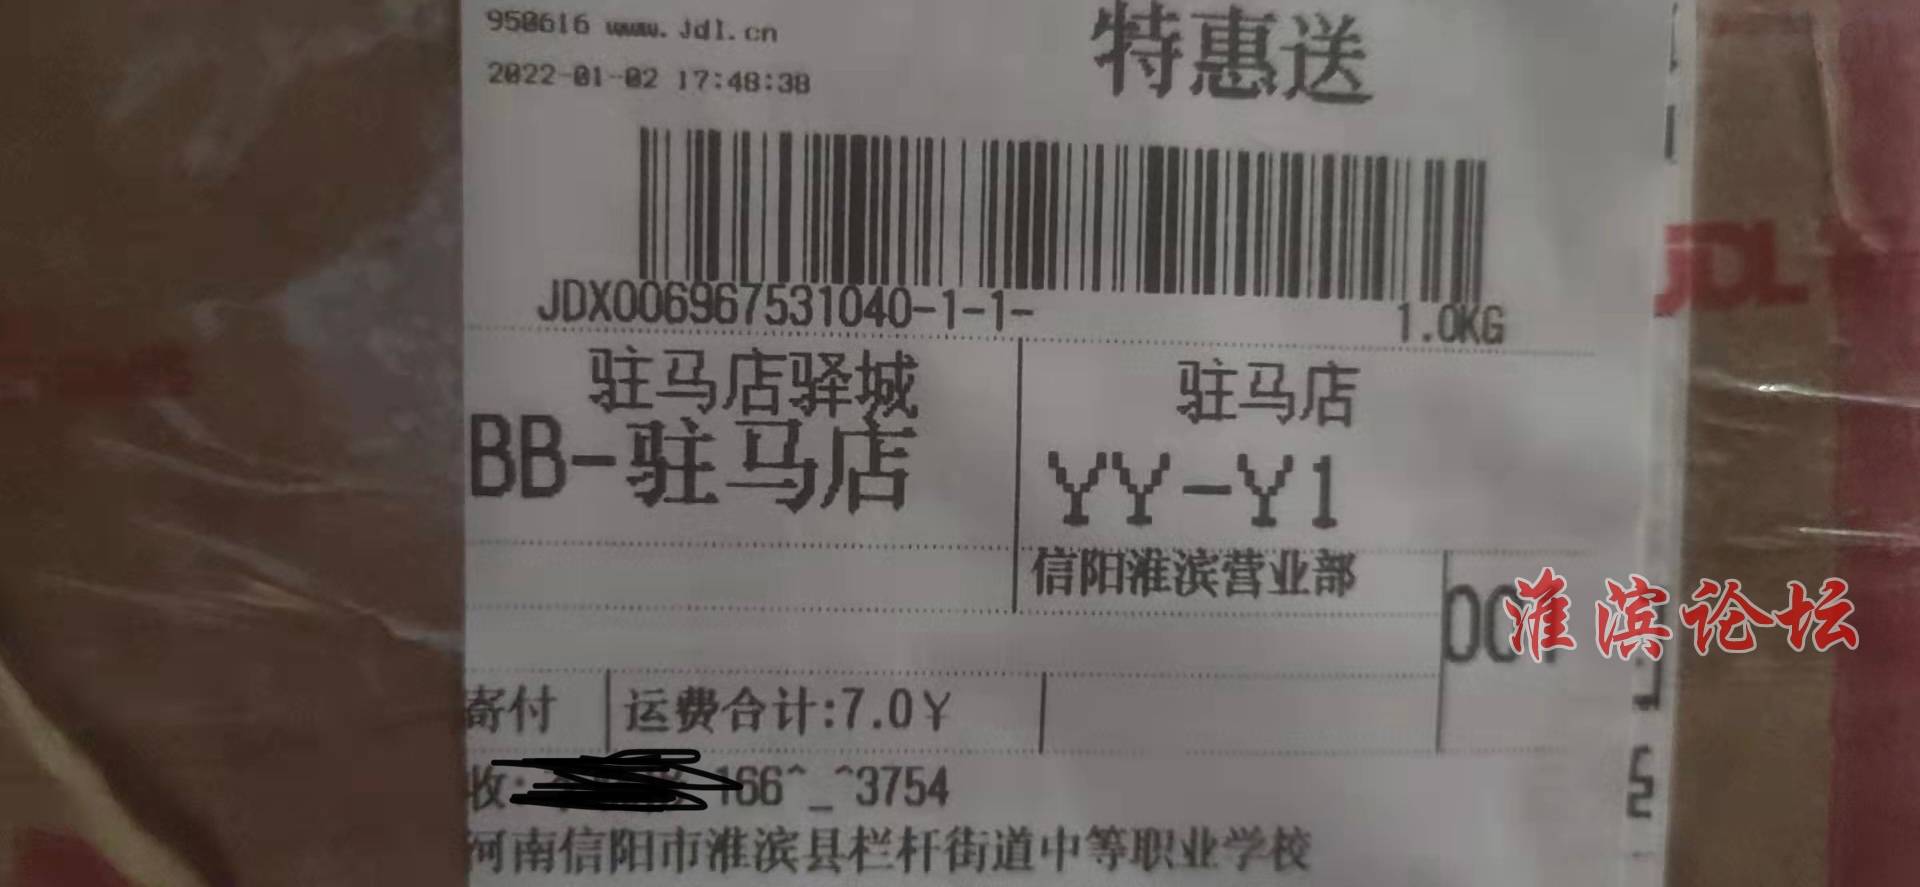 950616 www.Jdl.cn
特惠送
2022-01-02 17:48:38
JDX006967531040-1-1-
1.0KG
JDL
驻马店驿城
驻马店
BB-驻马店
YY-Y1
信阳淮滨营业部
淮滨论坛
寄付
运费合计:7.0¥
收:
166^_^3754
河南信阳市淮滨县栏杆街道中等职业学校